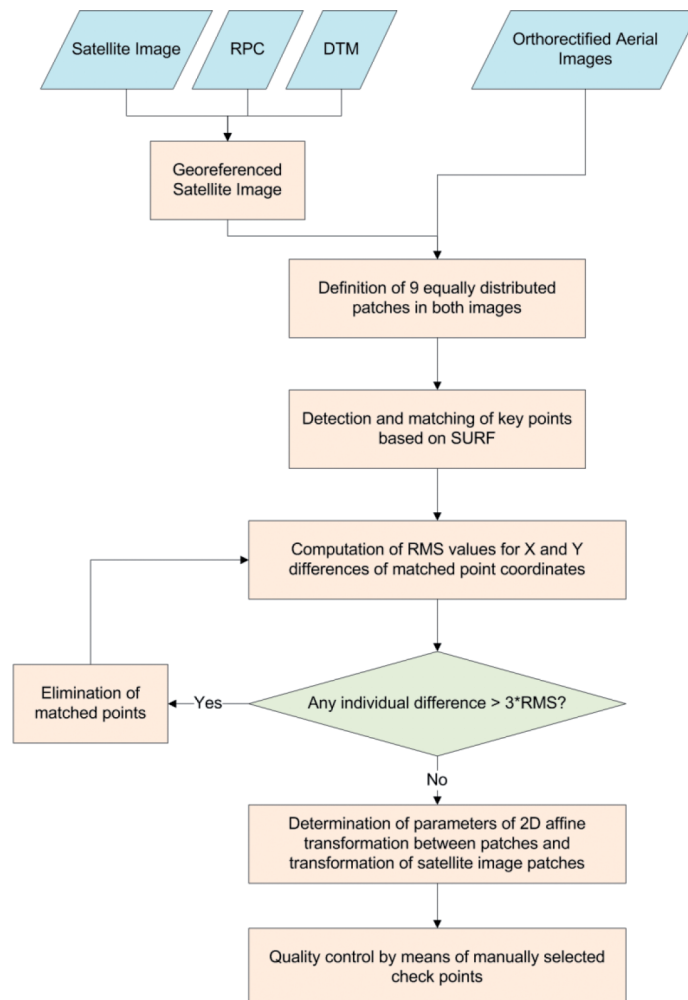 Satellite Image
RPC
DTM
Orthorectified Aerial
Images
Georeferenced
Satellite Image
Definition of 9 equally distributed
patches in both images
Detection and matching of key points
based on SURF
Computation of RMS values for X and Y
differences of matched point coordinates
Elimination of
matched points
Yes
Any individual difference > 3*RMS?
No
Determination of parameters of 2D affine
transformation between patches and
transformation of satellite image patches
Quality control by means of manually selected
check points